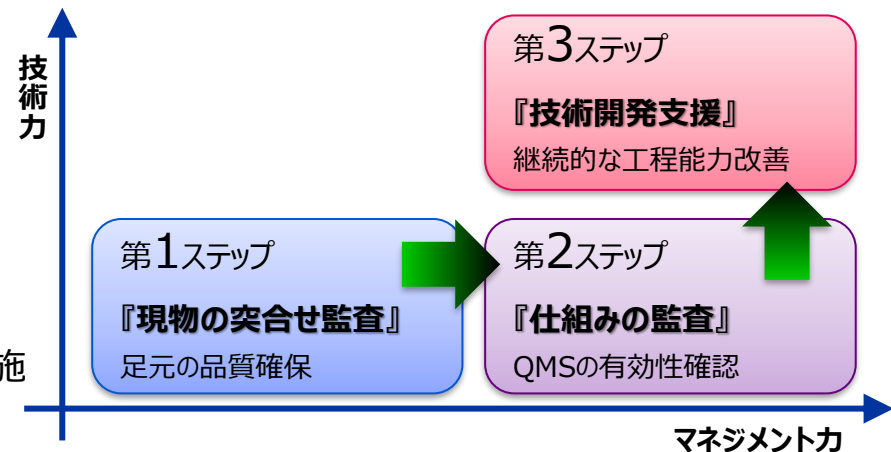 技術力
第3ステップ
『技術開発支援』
継続的な工程能力改善
第1ステップ
『現物の突合せ監査』
足元の品質確保
第2ステップ
『仕組みの監査』
QMSの有効性確認
施
マネジメント力